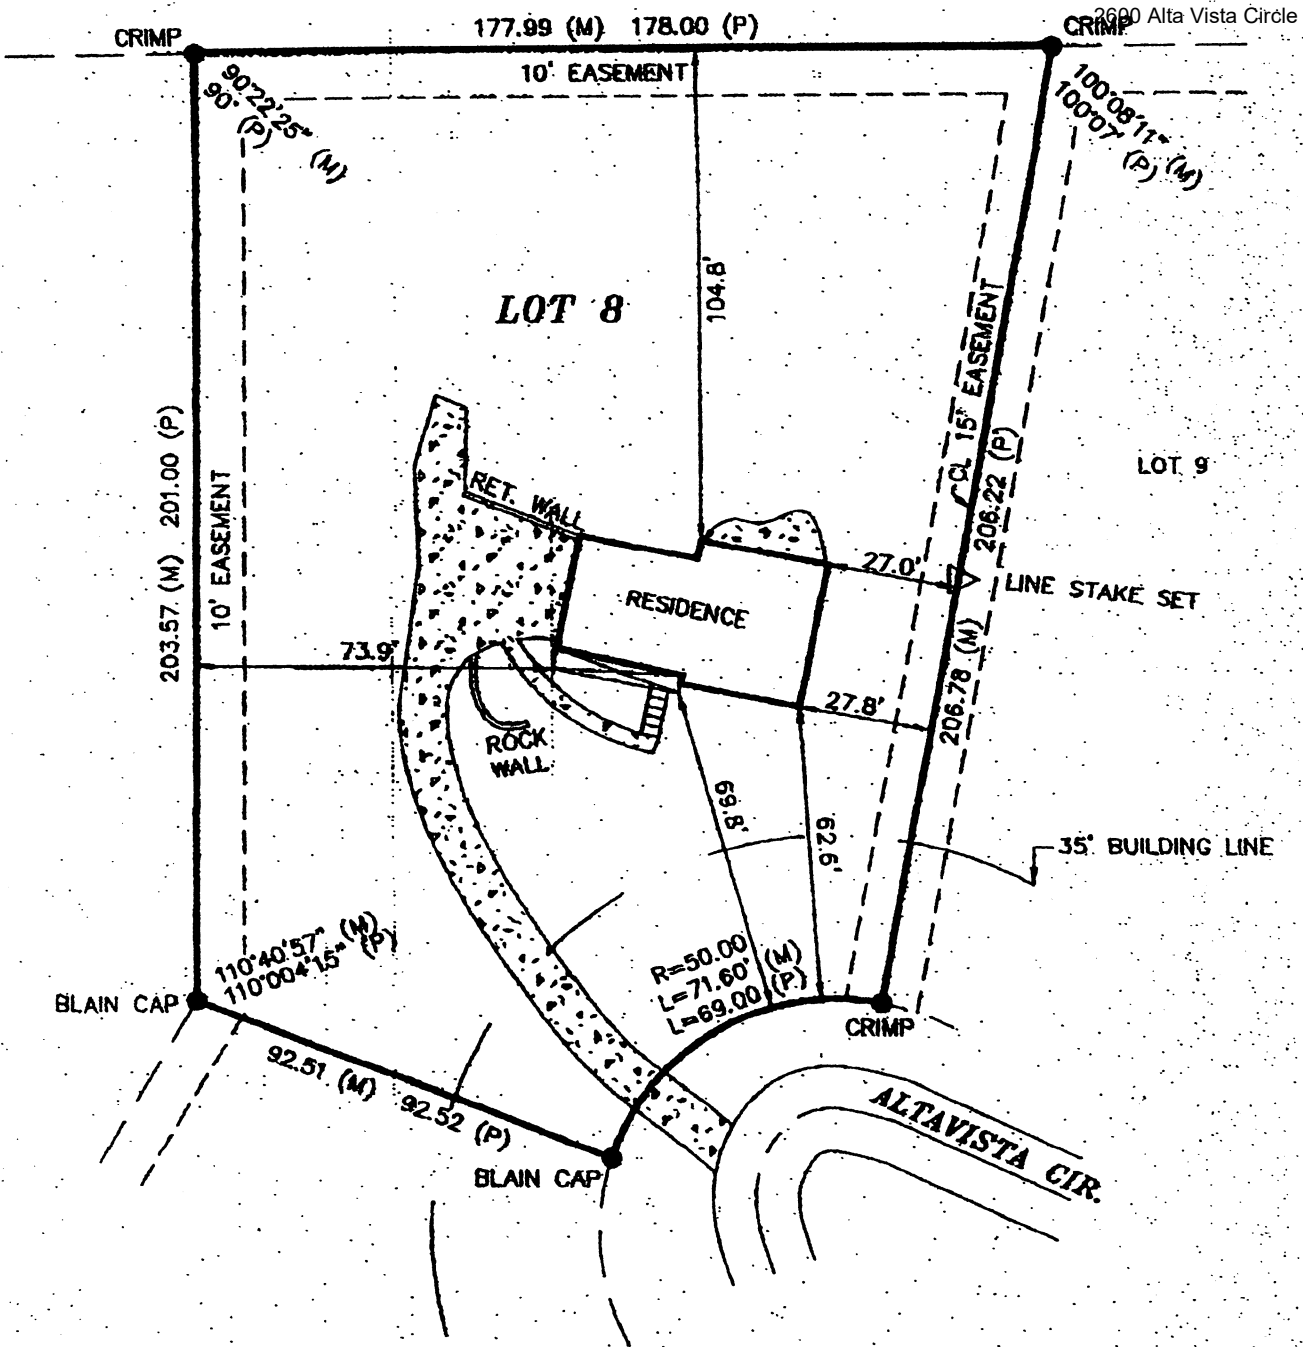 2600 Alta Vista Circle
177.99 (M) 178.00 (P)
CRIMP
CRIMP
10' EASEMENT
90°22'25" (M)
90° (P)
100°08'11" (M)
100°07' (P)
LOT 8
104.8'
CL 15' EASEMENT
206.22 (P)
LOT 9
203.57 (M) 201.00 (P)
10' EASEMENT
RET. WALL
27.0'
LINE STAKE SET
RESIDENCE
73.9'
206.78 (M)
27.8'
ROCK
WALL
69.8'
62.6'
35' BUILDING LINE
110°40'57" (M)
110°004'15" (P)
R=50.00
L=71.60' (M)
L=69.00 (P)
BLAIN CAP
CRIMP
92.51 (M)
92.52 (P)
ALTAVISTA CIR.
BLAIN CAP